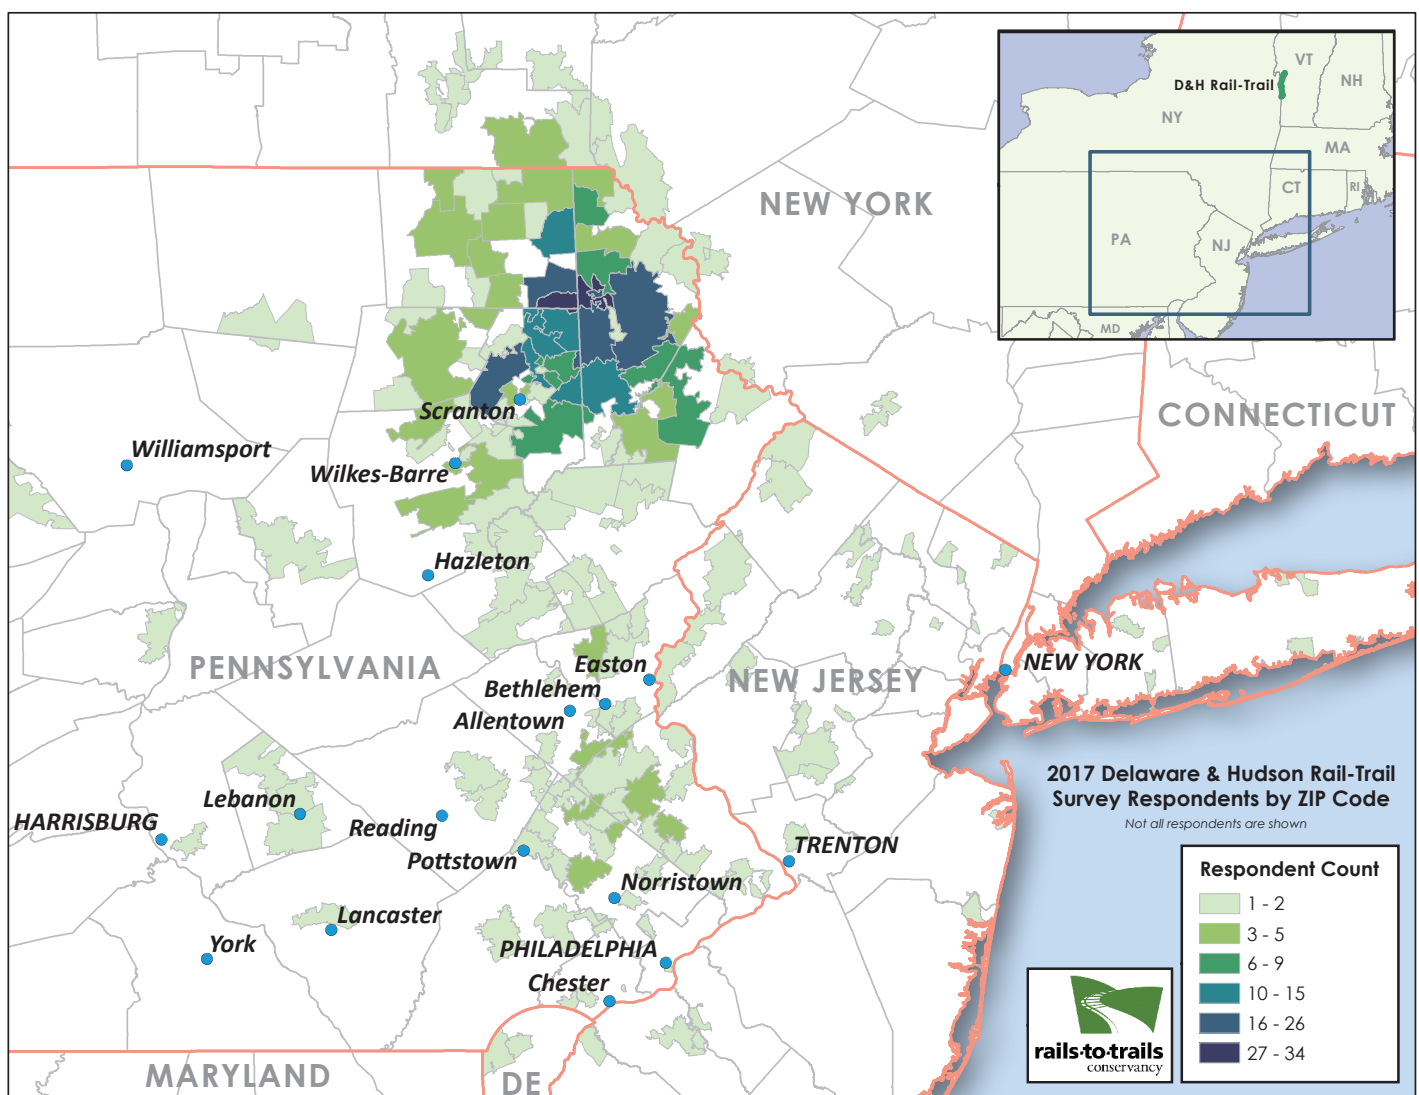 D&H Rail-Trail
VT
NH
NY
MA
CT
RI
PA
NJ
MD
NEW YORK
CONNECTICUT
Scranton
Williamsport
Wilkes-Barre
Hazleton
PENNSYLVANIA
Easton
NEW YORK
Bethlehem
NEW JERSEY
Allentown
2017 Delaware & Hudson Rail-Trail
Survey Respondents by ZIP Code
Not all respondents are shown
Lebanon
HARRISBURG
Reading
Pottstown
TRENTON
Norristown
Lancaster
York
PHILADELPHIA
Chester
MARYLAND
DE
Respondent Count
1 - 2
3 - 5
6 - 9
10 - 15
16 - 26
27 - 34
rails-to-trails
conservancy